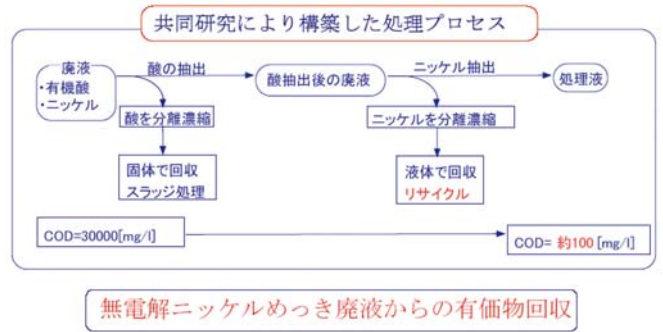 共同研究により構築した処理プロセス
廃液
・有機酸
・ニッケル
酸の抽出
酸抽出後の廃液
ニッケル抽出
処理液
酸を分離濃縮
ニッケルを分離濃縮
固体で回収
スラッジ処理
液体で回収
リサイクル
COD=30000[mg/l]
COD= 約100 [mg/l]
無電解ニッケルめっき廃液からの有価物回収